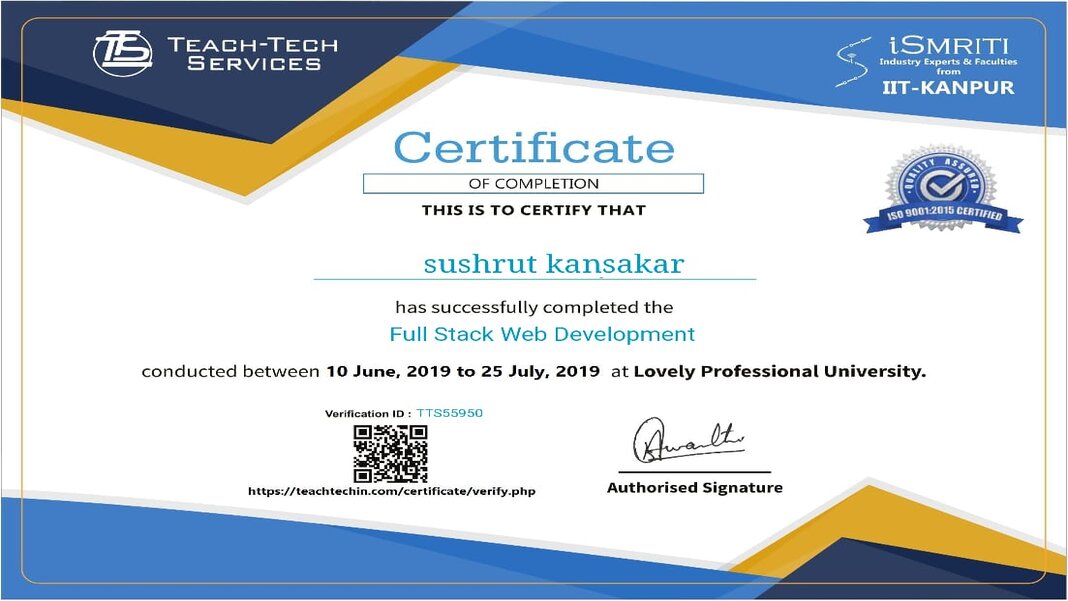 TFS
TEACH-TECH
SERVICES
iSMRITI
Industry Experts & Faculties
from
IIT-KANPUR
Certificate
OF COMPLETION
THIS IS TO CERTIFY THAT
QUALITY ASSURED
ISO 9001:2015 CERTIFIED
sushrut kansakar
has successfully completed the
Full Stack Web Development
conducted between 10 June, 2019 to 25 July, 2019 at Lovely Professional University.
Verification ID : TTS55950
https://teachtechin.com/certificate/verify.php
Authorised Signature